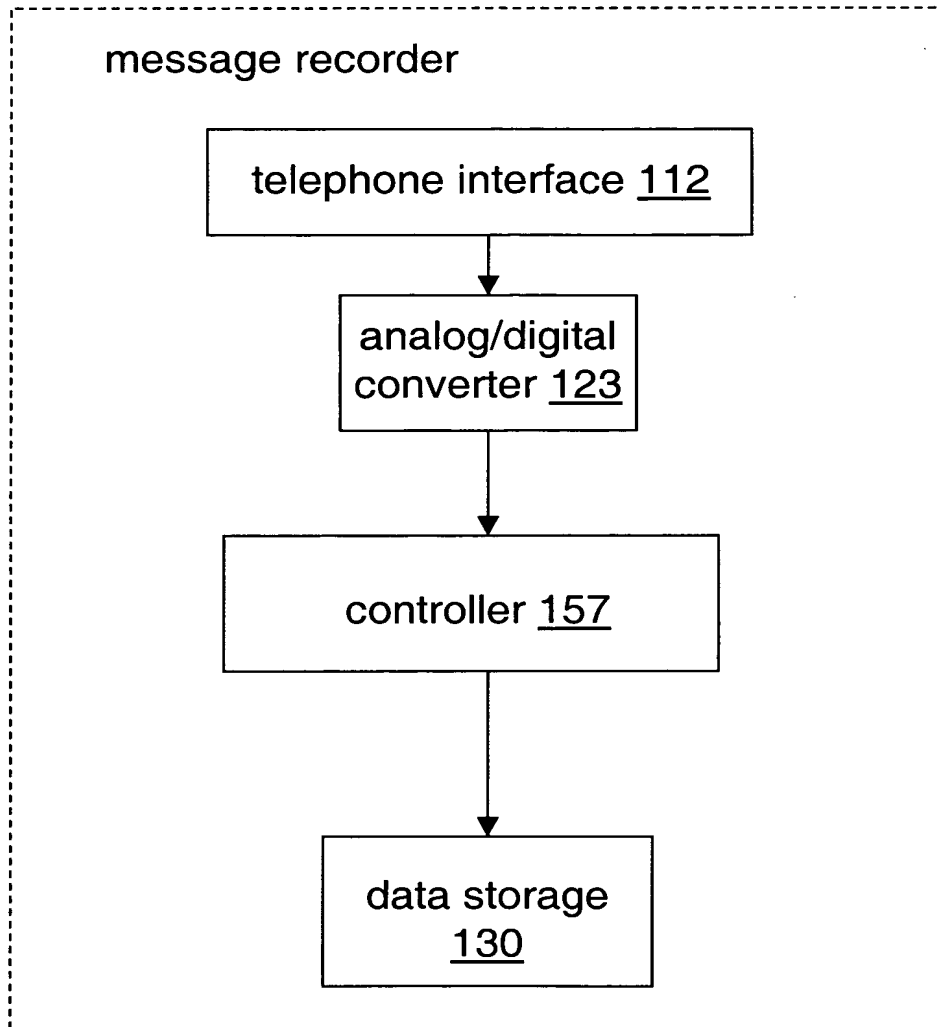 message recorder
telephone interface 112
analog/digital
converter 123
controller 157
data storage
130